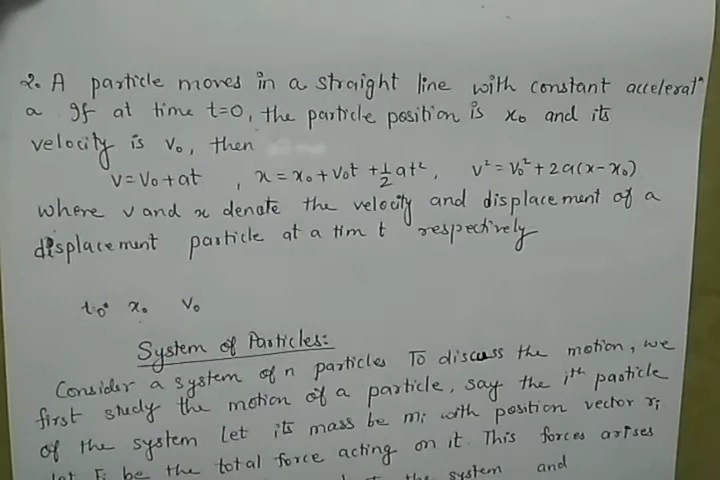 2. A particle moves in a straight line with constant accelerat^n
a. If at time t=0, the particle position is x₀ and its
velocity is v₀, then
v = v₀ + at , x = x₀ + v₀t + ½at², v² = v₀² + 2a(x - x₀)
where v and x denote the velocity and displacement of a
displacement particle at a tim t respectively
t₀ x₀ v₀
System of Particles:
Consider a system of n particles To discuss the motion, we
first study the motion of a particle, say the iᵗʰ particle
of the system let its mass be mᵢ with position vector rᵢ
let Fᵢ be the total force acting on it. This forces arises
the system and